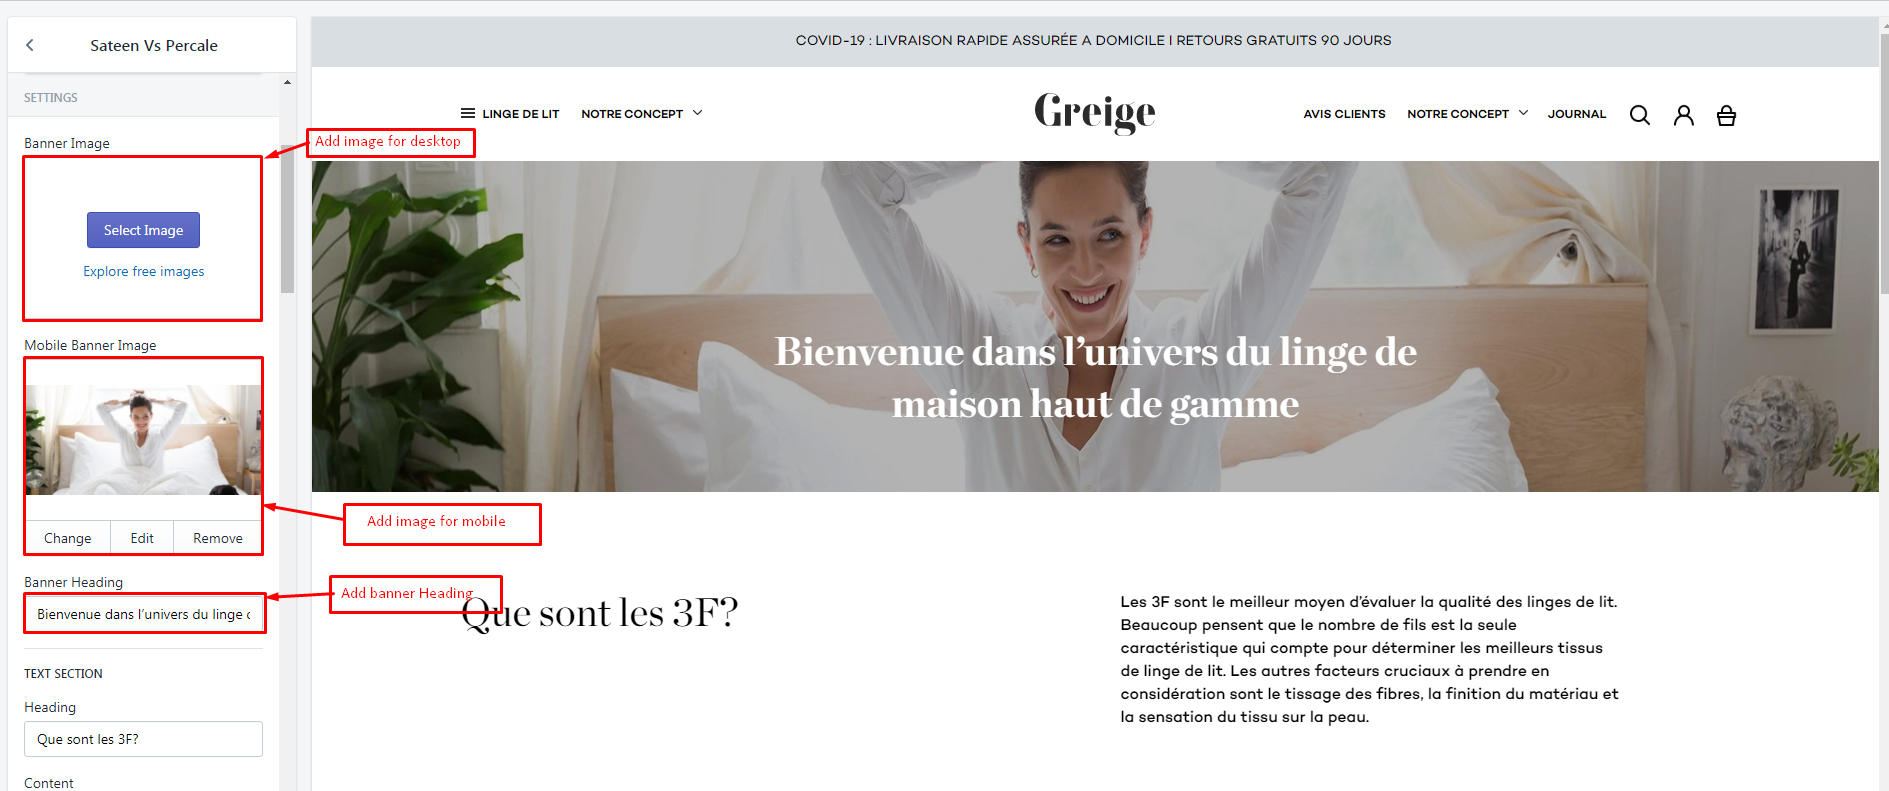 Sateen Vs Percale
SETTINGS
Banner Image
Select Image
Explore free images
Mobile Banner Image
Change Edit Remove
Banner Heading
Bienvenue dans l'univers du linge
TEXT SECTION
Heading
Que sont les 3F?
Content
Add image for desktop
Add image for mobile
Add banner Heading
COVID-19 : LIVRAISON RAPIDE ASSURÉE A DOMICILE I RETOURS GRATUITS 90 JOURS
LINGE DE LIT NOTRE CONCEPT Greige AVIS CLIENTS NOTRE CONCEPT JOURNAL
Bienvenue dans l'univers du linge de
maison haut de gamme
Que sont les 3F?
Les 3F sont le meilleur moyen d'évaluer la qualité des linges de lit.
Beaucoup pensent que le nombre de fils est la seule
caractéristique qui compte pour déterminer les meilleurs tissus
de linge de lit. Les autres facteurs cruciaux à prendre en
considération sont le tissage des fibres, la finition du matériau et
la sensation du tissu sur la peau.